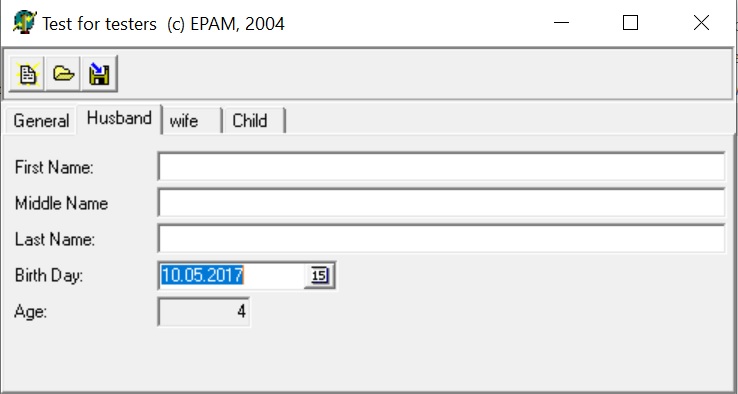 Test for testers (c) EPAM, 2004
General Husband wife Child
First Name:
Middle Name
Last Name:
Birth Day: 10.05.2017 15
Age: 4